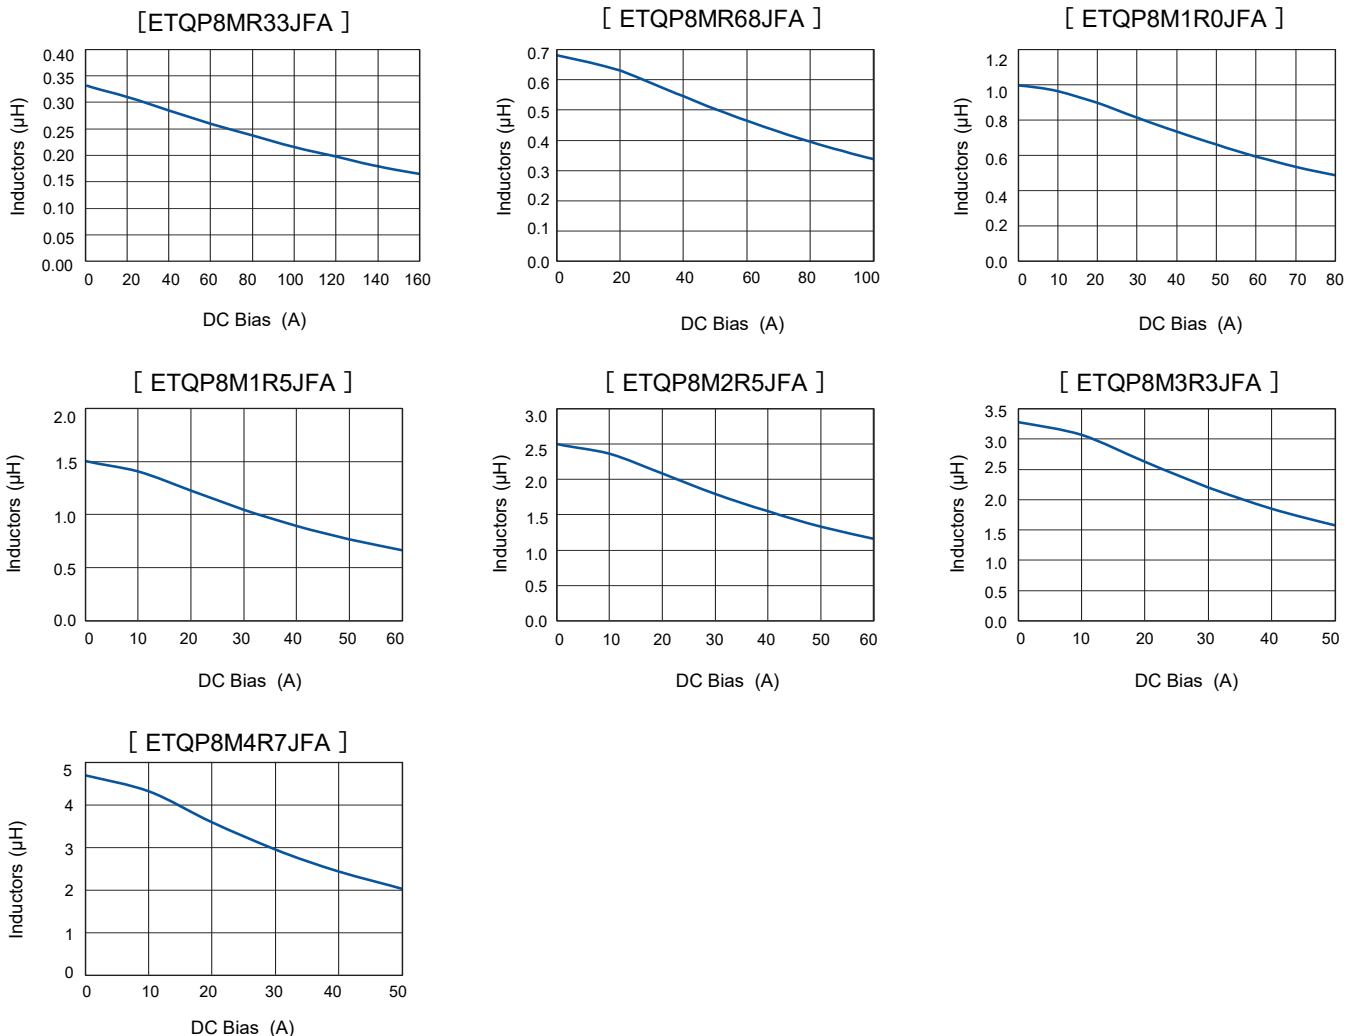 [ETQP8MR33JFA ]
0.40
0.35
0.30
0.25
0.20
0.15
0.10
0.05
0.00
Inductors (µH)
0 20 40 60 80 100 120 140 160
DC Bias (A)
[ ETQP8MR68JFA ]
0.7
0.6
0.5
0.4
0.3
0.2
0.1
0.0
Inductors (µH)
0 20 40 60 80 100
DC Bias (A)
[ ETQP8M1R0JFA ]
1.2
1.0
0.8
0.6
0.4
0.2
0.0
Inductors (µH)
0 10 20 30 40 50 60 70 80
DC Bias (A)
[ ETQP8M1R5JFA ]
2.0
1.5
1.0
0.5
0.0
Inductors (µH)
0 10 20 30 40 50 60
DC Bias (A)
[ ETQP8M2R5JFA ]
3.0
2.5
2.0
1.5
1.0
0.5
0.0
Inductors (µH)
0 10 20 30 40 50 60
DC Bias (A)
[ ETQP8M3R3JFA ]
3.5
3.0
2.5
2.0
1.5
1.0
0.5
0.0
Inductors (µH)
0 10 20 30 40 50
DC Bias (A)
[ ETQP8M4R7JFA ]
5
4
3
2
1
0
Inductors (µH)
0 10 20 30 40 50
DC Bias (A)